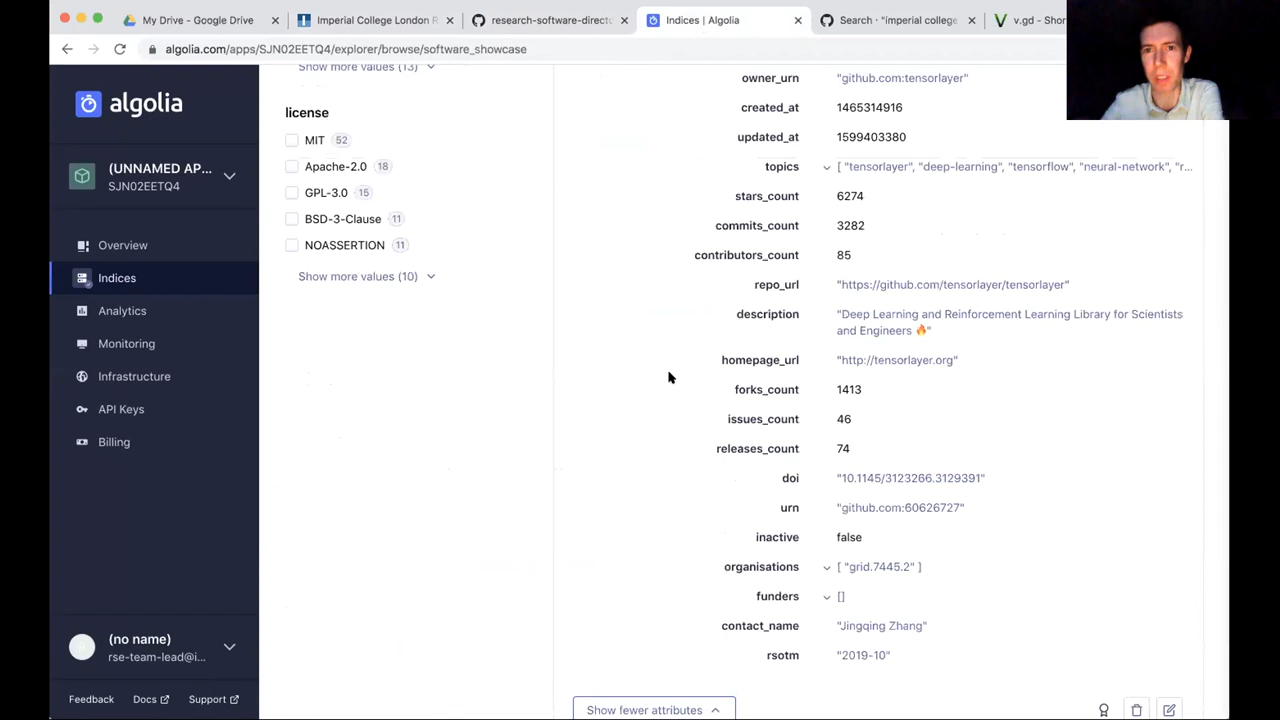 My Drive - Google Drive
Imperial College London R
research-software-direct
Indices | Algolia
Search · "imperial college
v.gd - Shor
algolia.com/apps/SJN02EETQ4/explorer/browse/software_showcase
algolia
(UNNAMED AP...
SJN02EETQ4
Overview
Indices
Analytics
Monitoring
Infrastructure
API Keys
Billing
(no name)
rse-team-lead@i...
Feedback
Docs
Support
Show more values (13)
license
MIT 52
Apache-2.0 18
GPL-3.0 15
BSD-3-Clause 11
NOASSERTION 11
Show more values (10)
owner_urn "github.com:tensorlayer"
created_at 1465314916
updated_at 1599403380
topics [ "tensorlayer", "deep-learning", "tensorflow", "neural-network", "r...
stars_count 6274
commits_count 3282
contributors_count 85
repo_url "https://github.com/tensorlayer/tensorlayer"
description "Deep Learning and Reinforcement Learning Library for Scientists
and Engineers 🔥"
homepage_url "http://tensorlayer.org"
forks_count 1413
issues_count 46
releases_count 74
doi "10.1145/3123266.3129391"
urn "github.com:60626727"
inactive false
organisations [ "grid.7445.2" ]
funders []
contact_name "Jingqing Zhang"
rsotm "2019-10"
Show fewer attributes